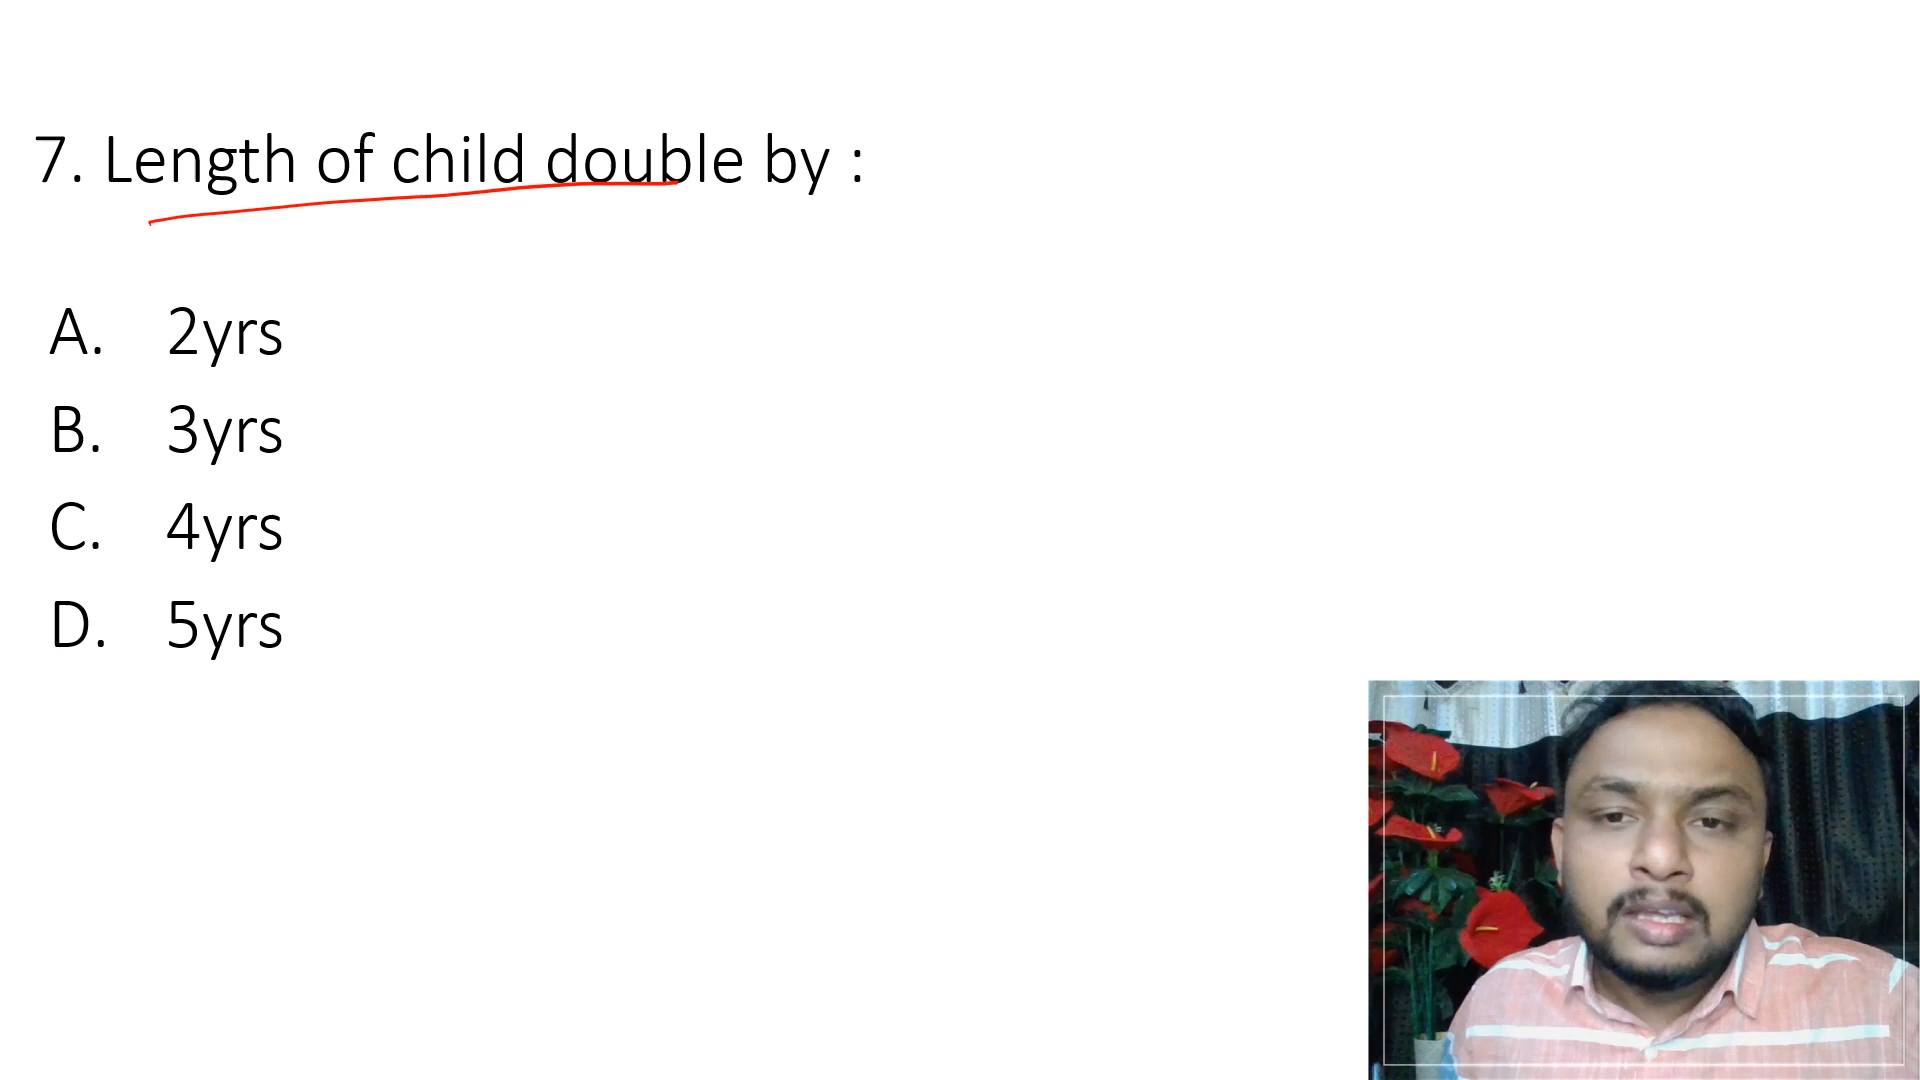 7. Length of child double by :
A. 2yrs
B. 3yrs
C. 4yrs
D. 5yrs